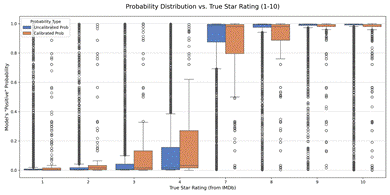 Probability Distribution vs. True Star Rating (1-10)
Probability Type
Uncalibrated Prob
Calibrated Prob
Model's "Positive" Probability
1.0
0.8
0.6
0.4
0.2
0.0
1 2 3 4 7 8 9 10
True Star Rating (from IMDb)